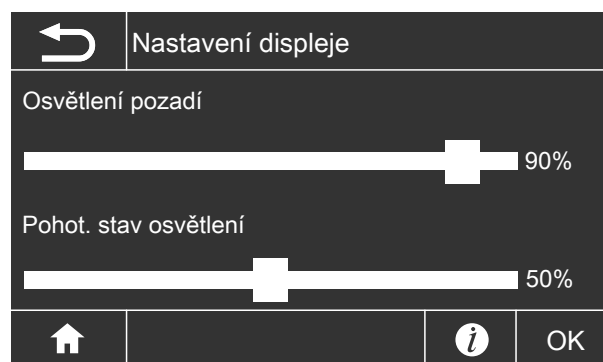 Nastavení displeje
Osvětlení pozadí
90%
Pohot. stav osvětlení
50%
i OK